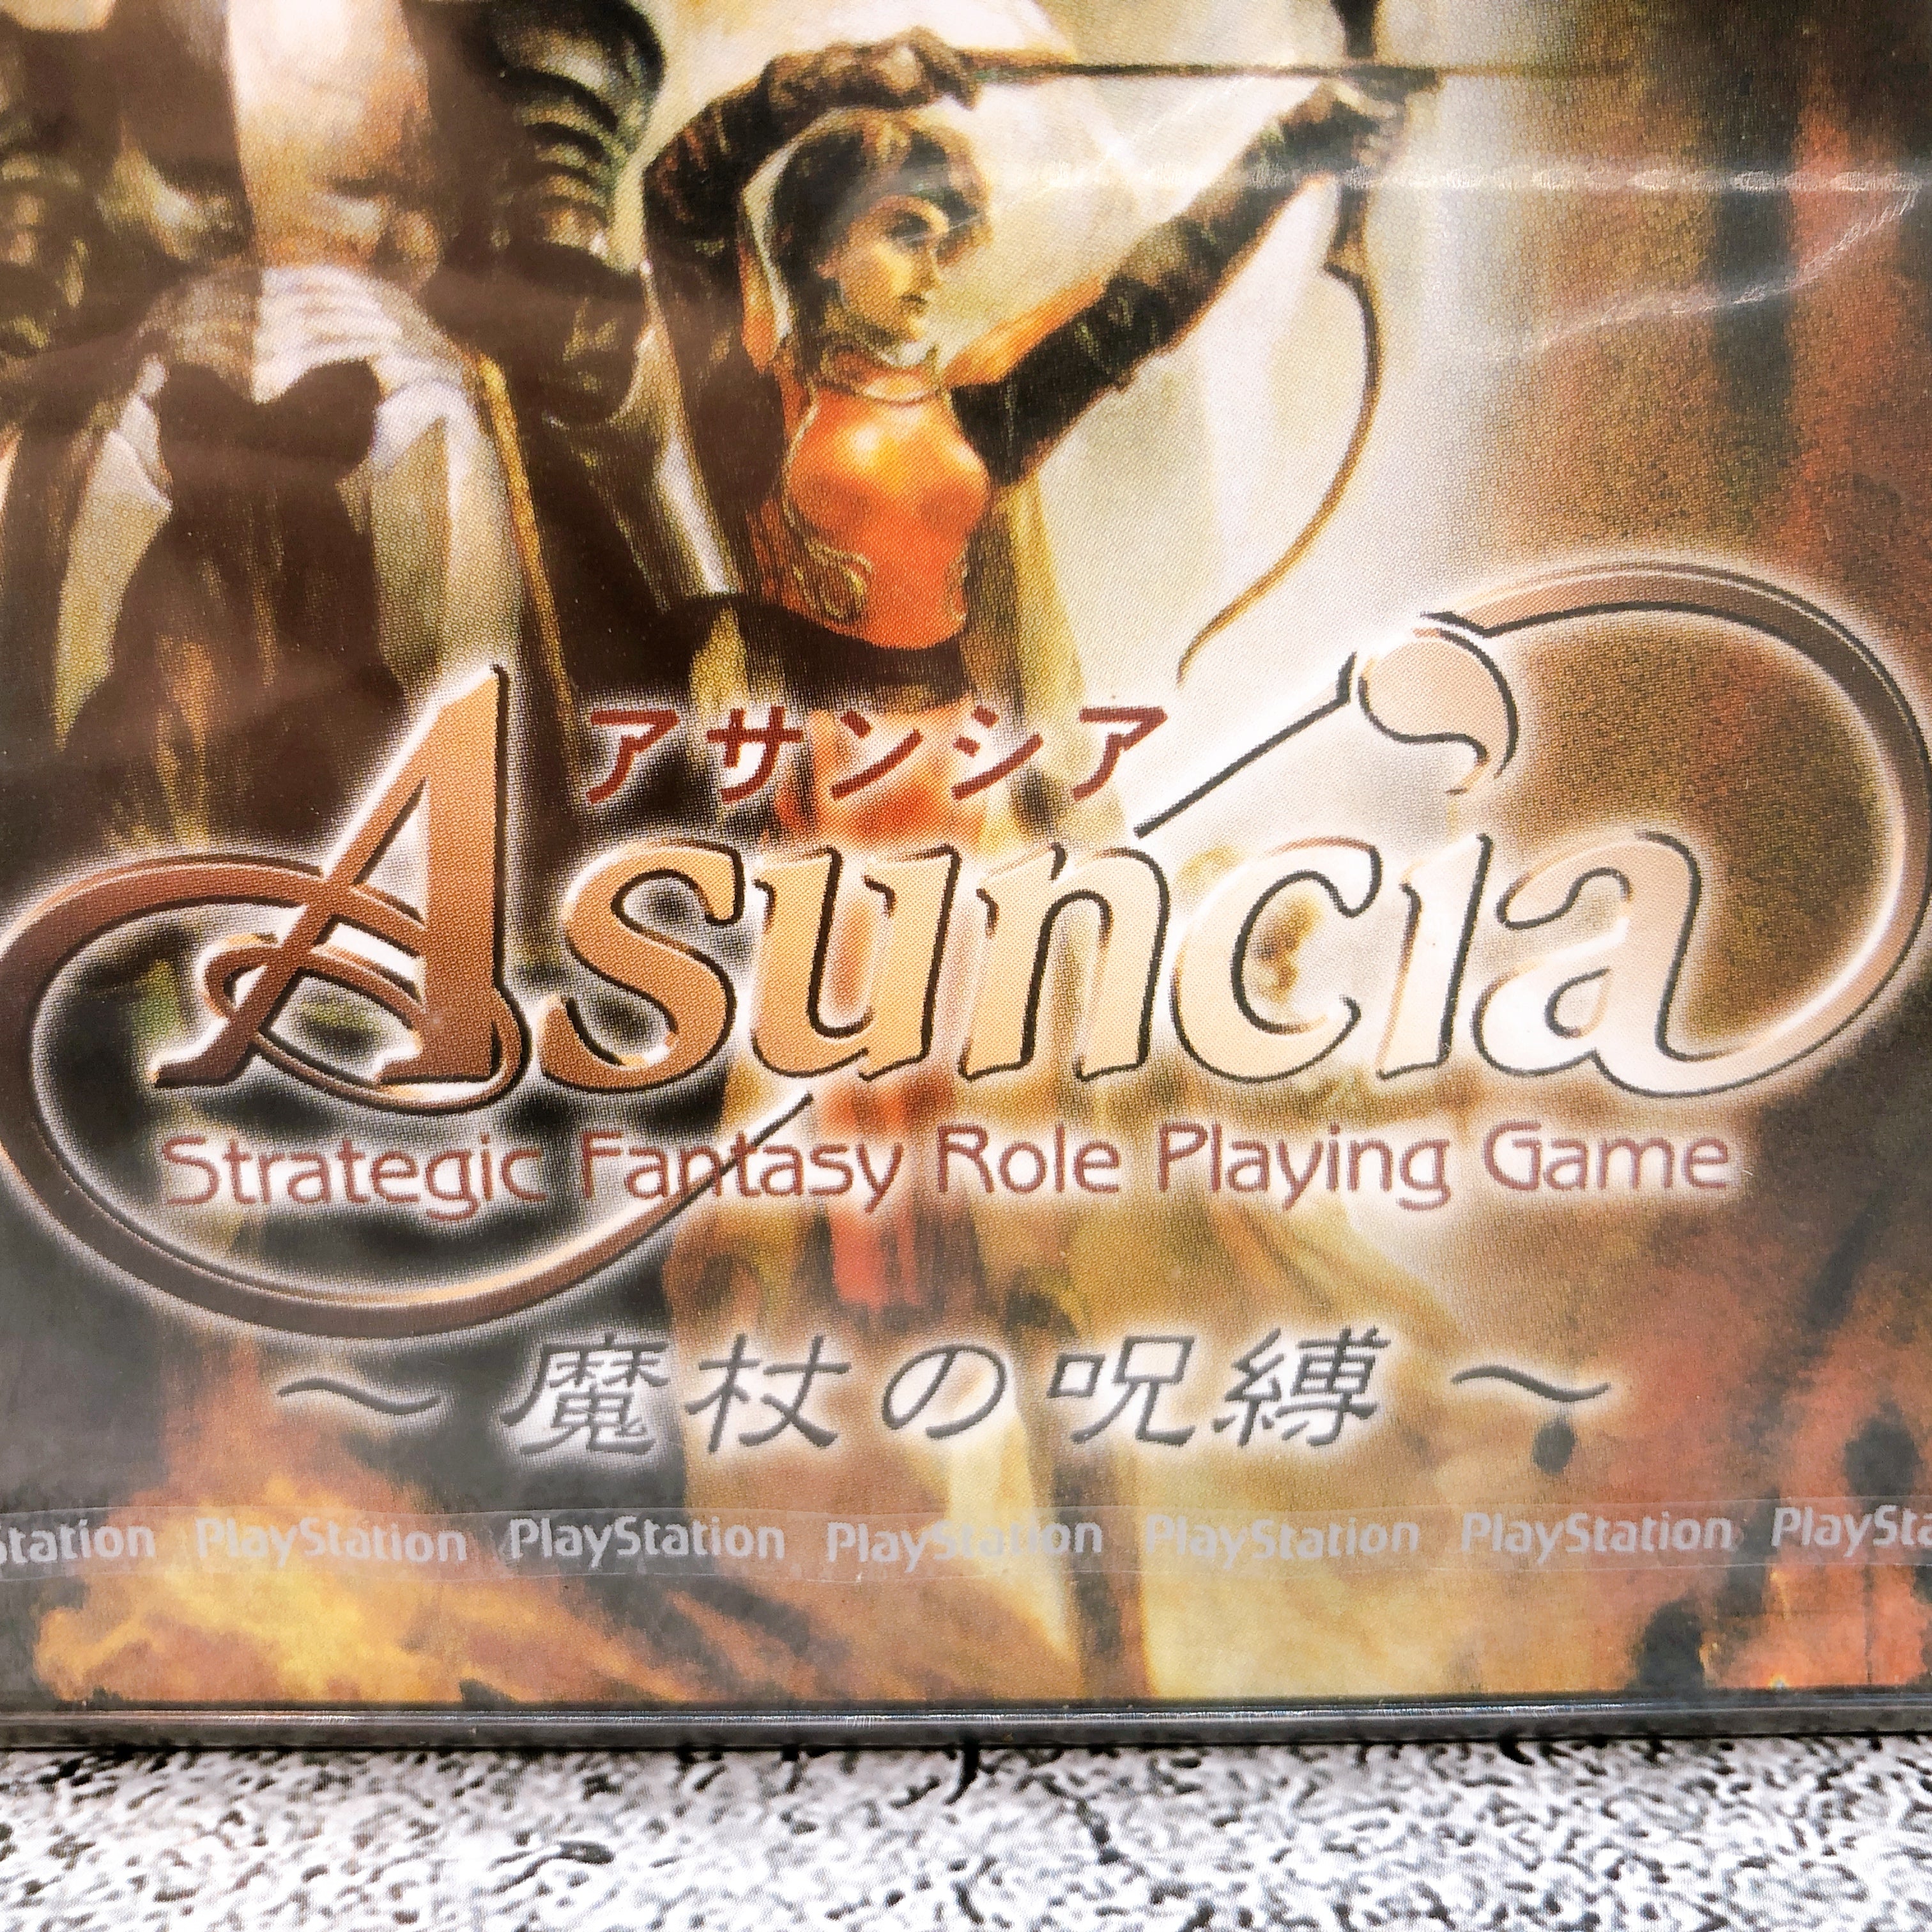 アサンシア
Asuncia
Strategic Fantasy Role Playing Game
～魔杖の呪縛～
Station PlayStation PlayStation PlayStation PlayStation PlayStation PlaySta